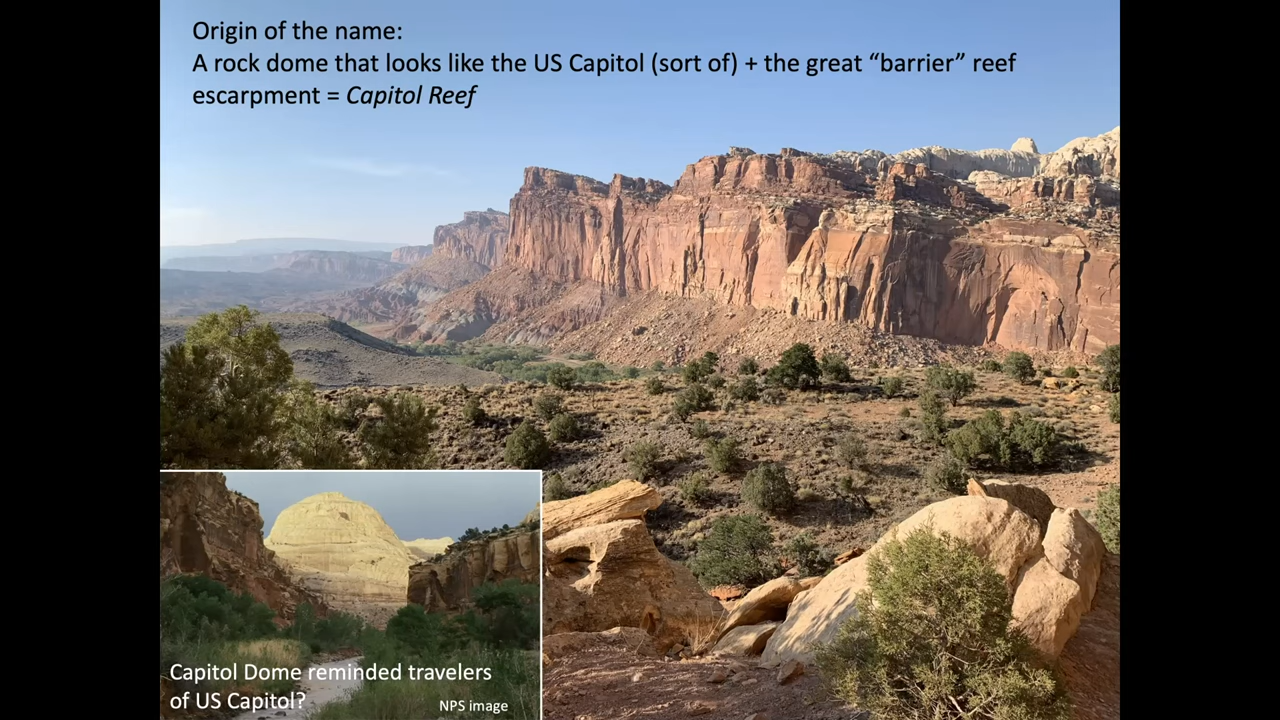 Origin of the name:
A rock dome that looks like the US Capitol (sort of) + the great “barrier” reef
escarpment = Capitol Reef
Capitol Dome reminded travelers
of US Capitol?
NPS image